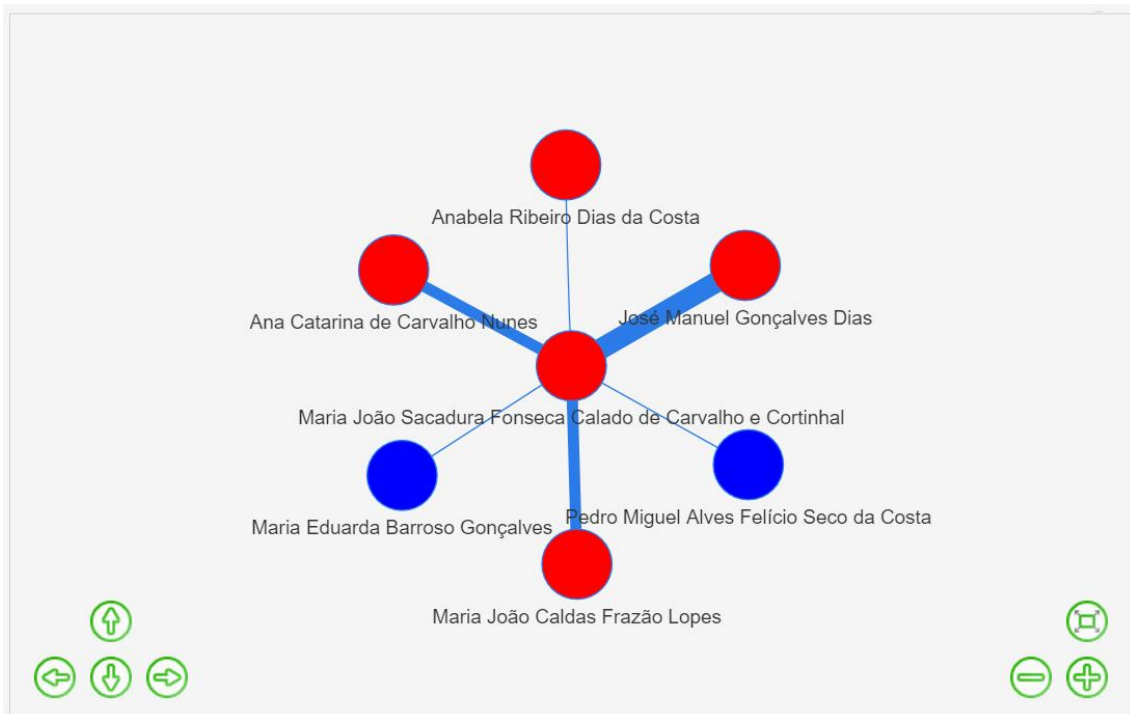 Anabela Ribeiro Dias da Costa
Ana Catarina de Carvalho Nunes
José Manuel Gonçalves Dias
Maria João Sacadura Fonseca Calado de Carvalho e Cortinhal
Maria Eduarda Barroso Gonçalves
Pedro Miguel Alves Felício Seco da Costa
Maria João Caldas Frazão Lopes